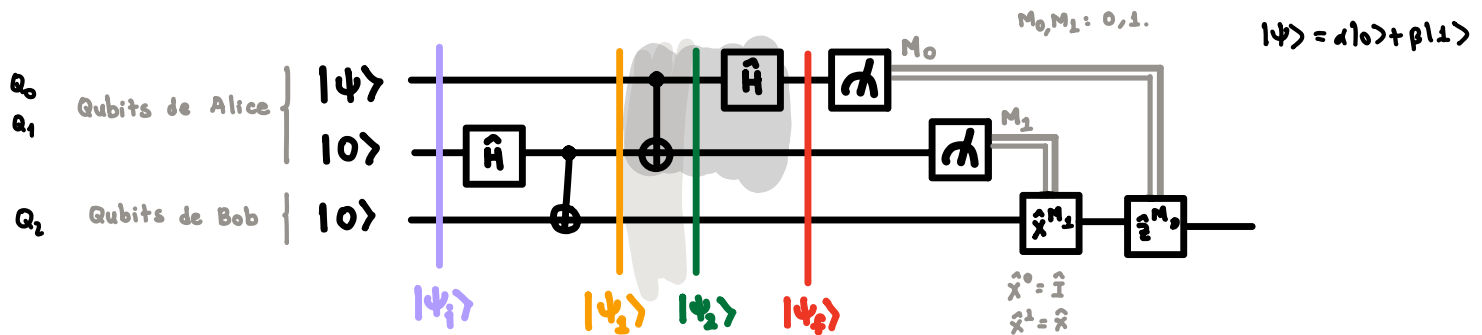 M₀,M₁: 0,1.
|ψ⟩ = α|0⟩+β|1⟩
M₀
Q₀ Qubits de Alice |ψ⟩ Ĥ
Q₁ |0⟩ Ĥ M₁
Q₂ Qubits de Bob |0⟩ X̂^M₁ Ẑ^M₀
|ψᵢ⟩ |ψ₁⟩ |ψ₂⟩ |ψ_f⟩
X̂⁰ = Î
X̂¹ = X̂